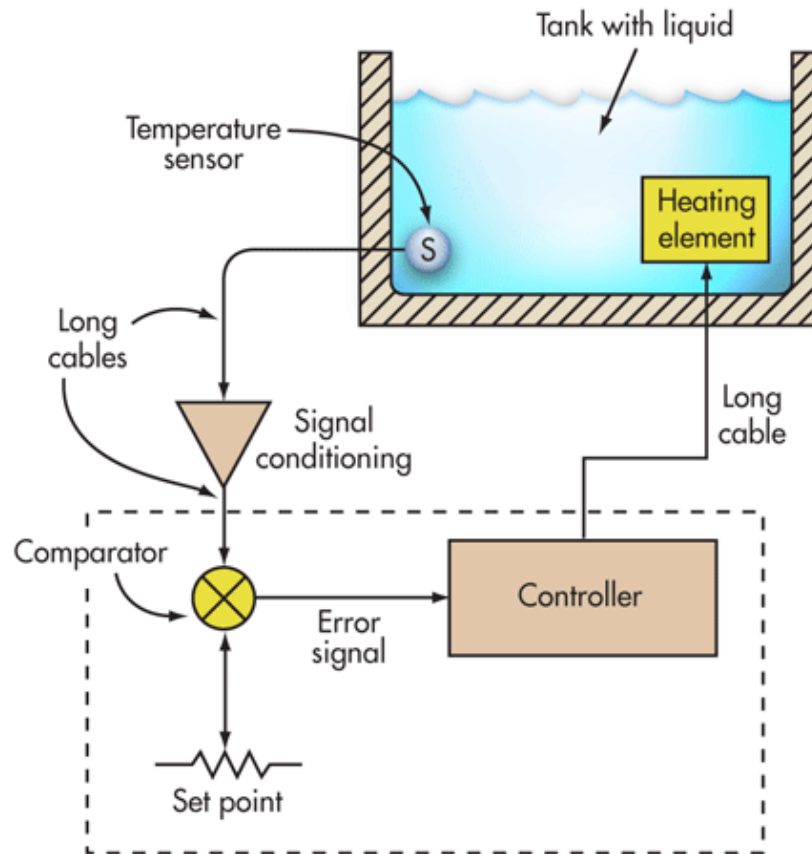 Tank with liquid
Temperature
sensor
S
Heating
element
Long
cables
Signal
conditioning
Long
cable
Comparator
Controller
Error
signal
Set point